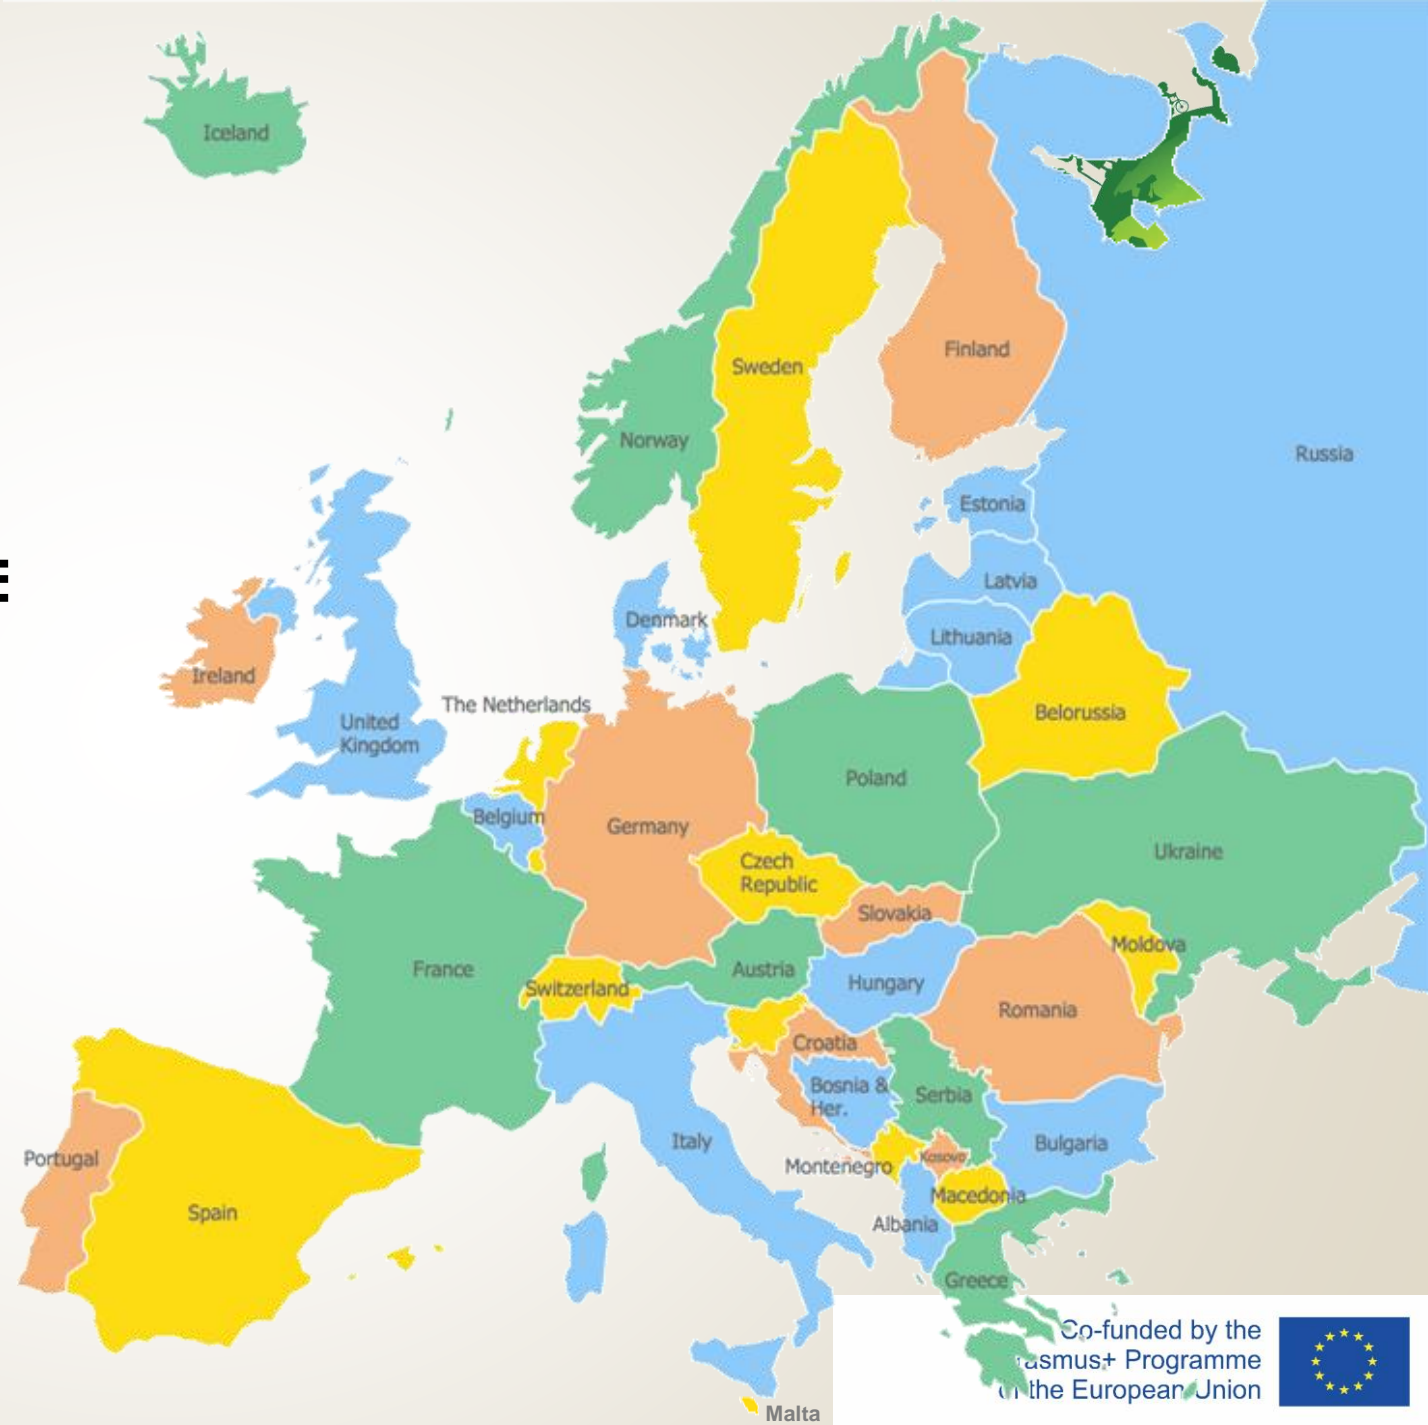 Iceland
Sweden
Finland
Norway
Russia
Estonia
Latvia
Denmark
Lithuania
Ireland
The Netherlands
United
Kingdom
Belorussia
Poland
Belgium
Germany
Ukraine
Czech
Republic
Slovakia
Moldova
France
Austria
Switzerland
Hungary
Romania
Croatia
Bosnia &
Her.
Serbia
Italy
Bulgaria
Portugal
Kosovo
Montenegro
Macedonia
Spain
Albania
Greece
Co-funded by the
asmus+ Programme
the European Union
Malta